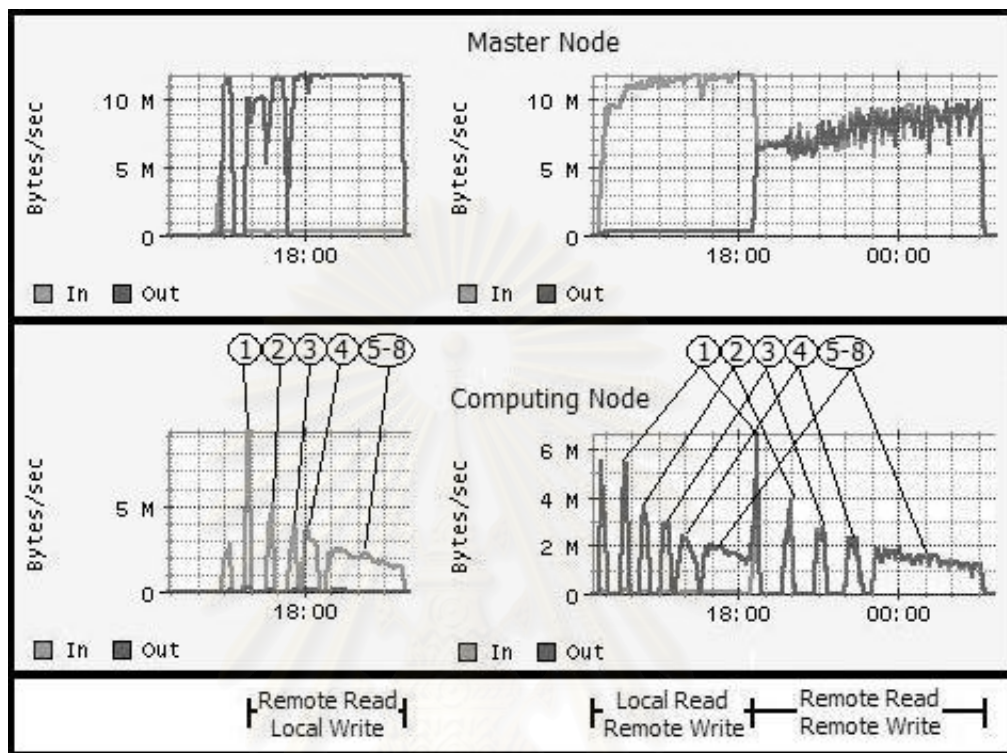 Master Node
Bytes/sec
10 M
5 M
0
18:00
In Out
Bytes/sec
10 M
5 M
0
18:00 00:00
In Out
1 2 3 4 5-8
1 2 3 4 5-8
Computing Node
Bytes/sec
5 M
0
18:00
In Out
Bytes/sec
6 M
4 M
2 M
0
18:00 00:00
In Out
Remote Read
Local Write
Local Read
Remote Write
Remote Read
Remote Write